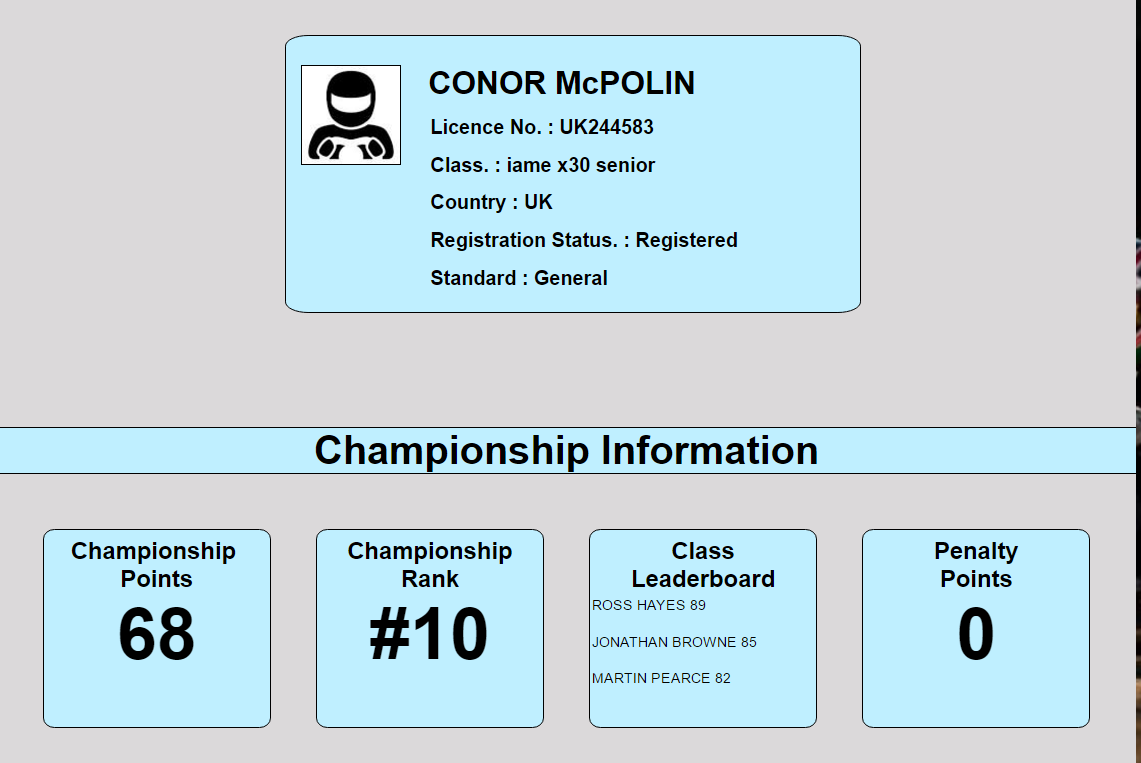 CONOR McPOLIN
Licence No. : UK244583
Class. : iame x30 senior
Country : UK
Registration Status. : Registered
Standard : General
Championship Information
Championship
Points
68
Championship
Rank
#10
Class
Leaderboard
ROSS HAYES 89
JONATHAN BROWNE 85
MARTIN PEARCE 82
Penalty
Points
0